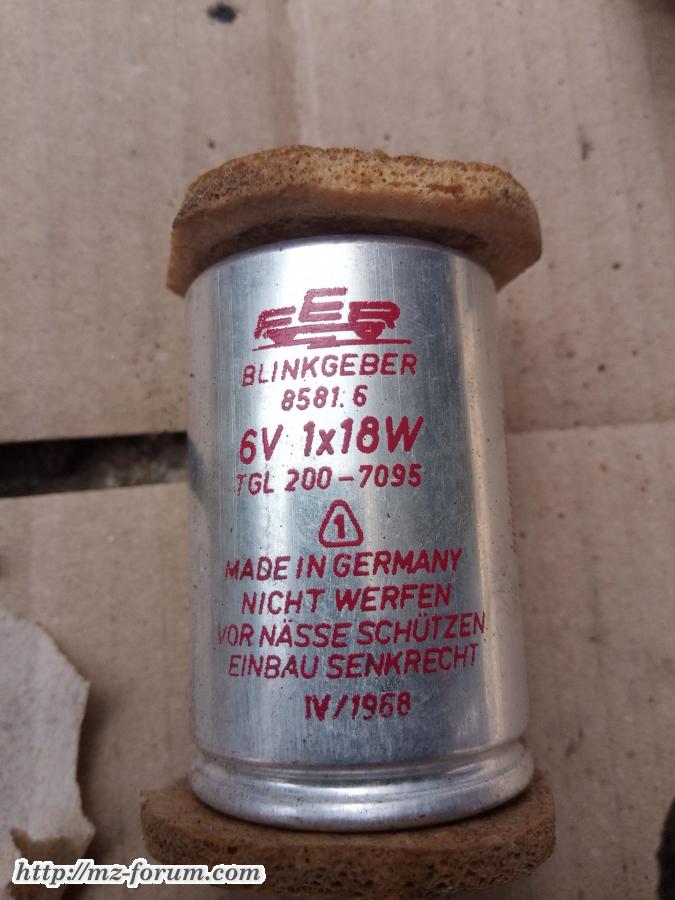 FER
BLINKGEBER
8581.6
6V 1x18W
TGL 200-7095
1
MADE IN GERMANY
NICHT WERFEN
VOR NÄSSE SCHÜTZEN
EINBAU SENKRECHT
IV/1968
http://mz-forum.com